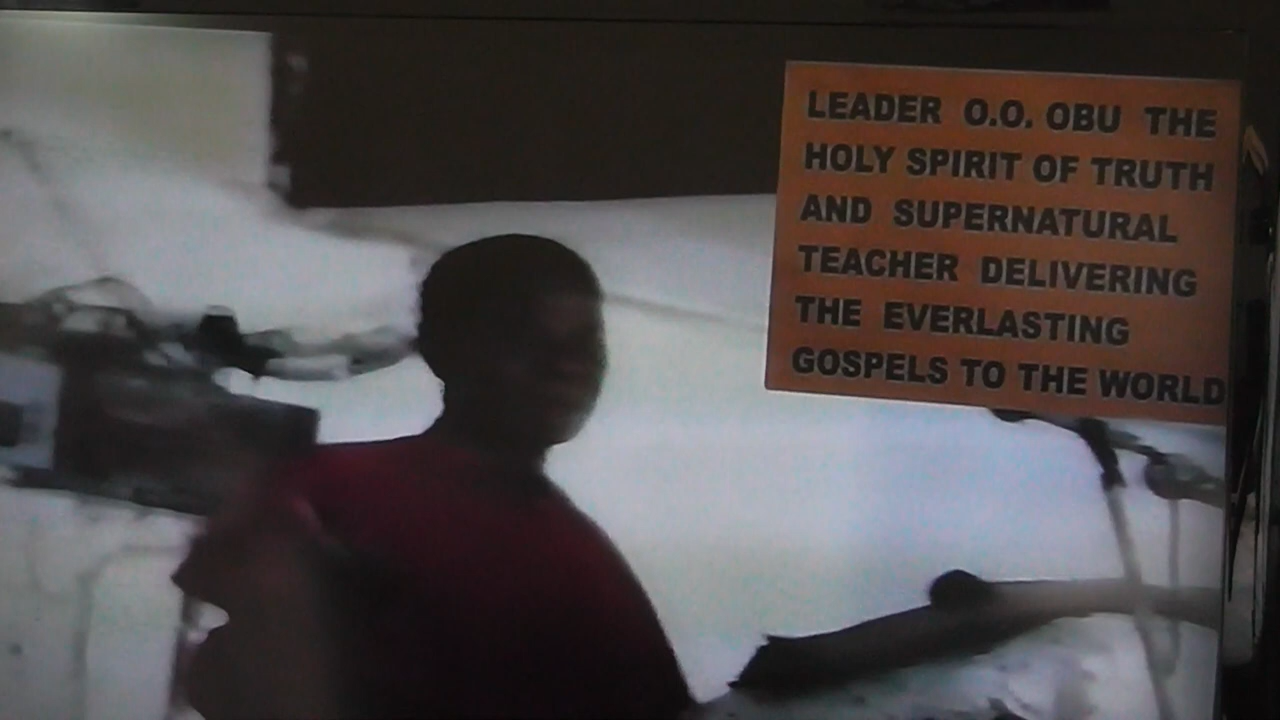 LEADER O.O. OBU THE
HOLY SPIRIT OF TRUTH
AND SUPERNATURAL
TEACHER DELIVERING
THE EVERLASTING
GOSPELS TO THE WORLD